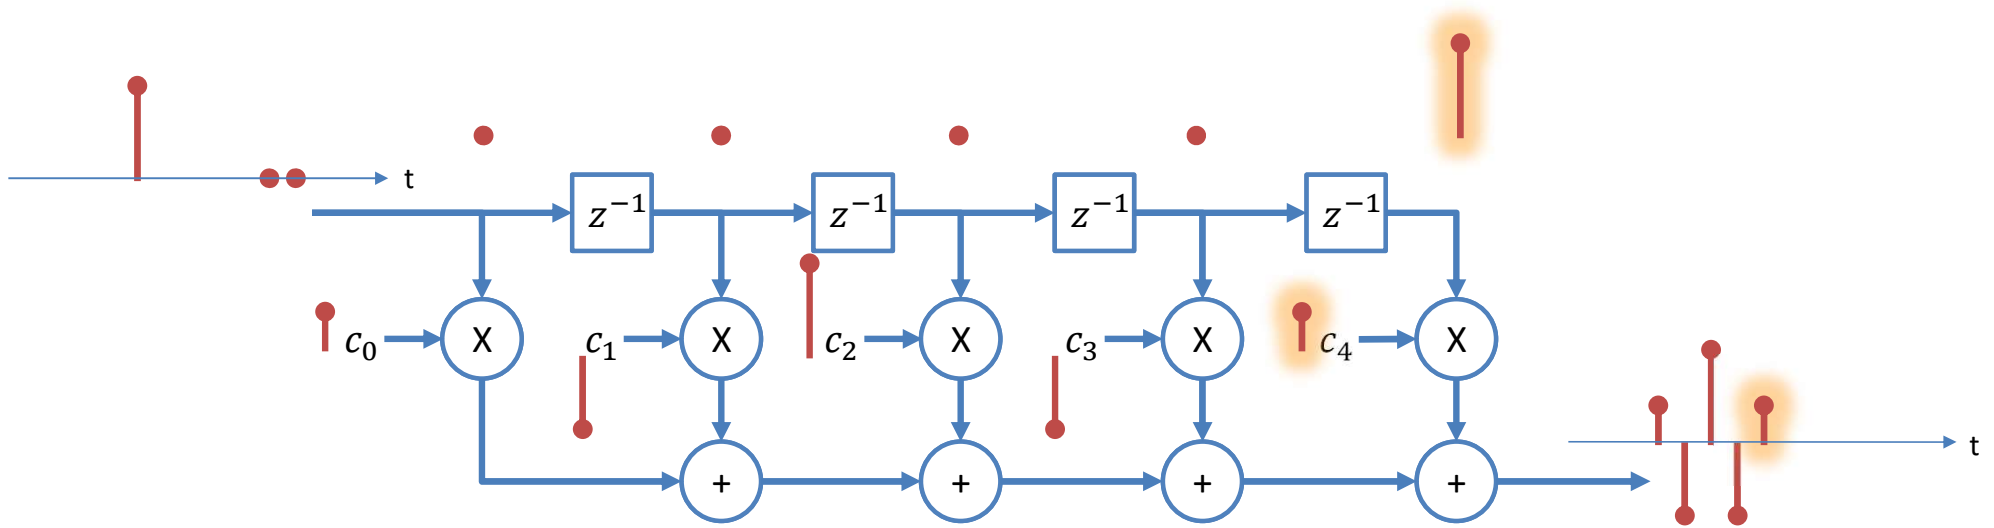 t
z⁻¹ z⁻¹ z⁻¹ z⁻¹
c₀ X c₁ X c₂ X c₃ X c₄ X
+ + + +
t